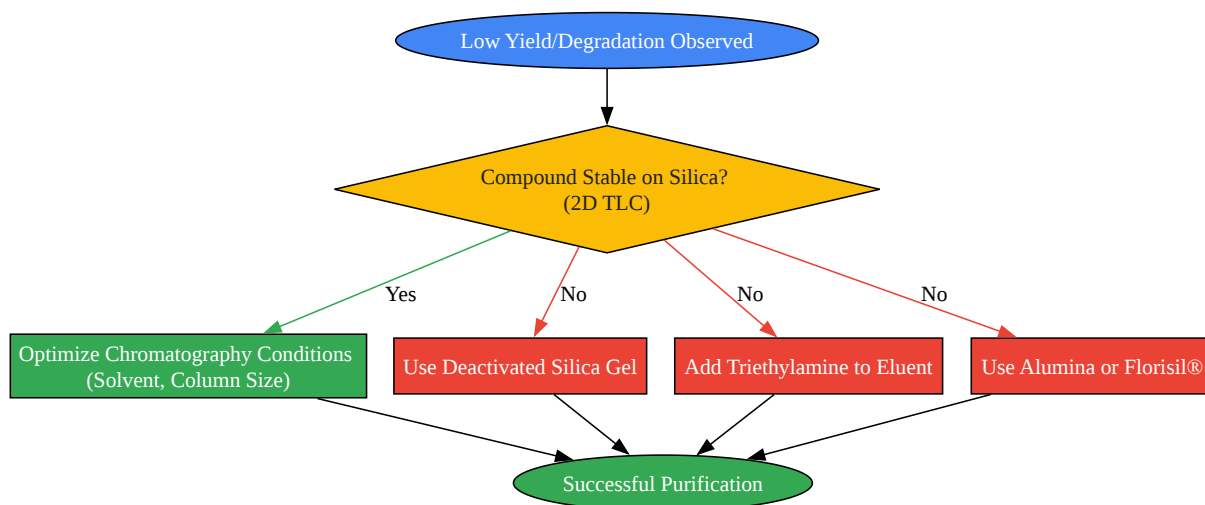 Low Yield/Degradation Observed
Compound Stable on Silica?
(2D TLC)
Yes
No
No
No
Optimize Chromatography Conditions
(Solvent, Column Size)
Use Deactivated Silica Gel
Add Triethylamine to Eluent
Use Alumina or Florisil®
Successful Purification